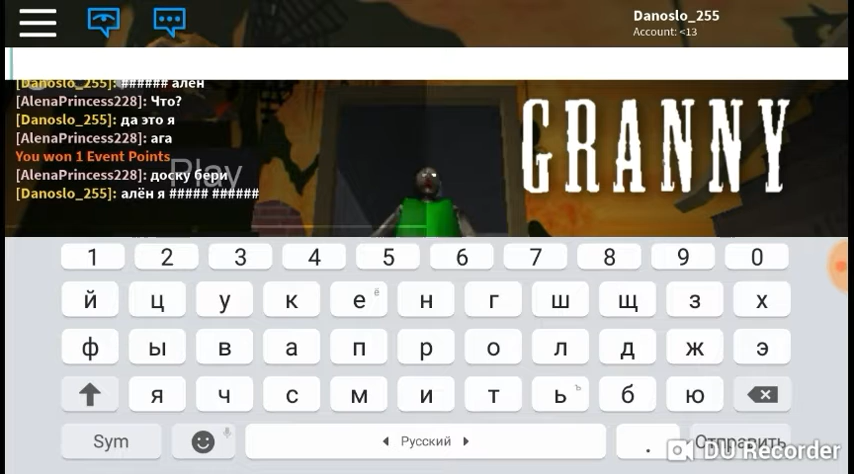 Danoslo_255
Account: <13
[Danoslo_255]: ###### ален
[AlenaPrincess228]: Что?
[Danoslo_255]: да это я
[AlenaPrincess228]: ага
You won 1 Event Points
[AlenaPrincess228]: доску бери
[Danoslo_255]: алён я ##### ######
Play
GRANNY
1 2 3 4 5 6 7 8 9 0
й ц у к е ё н г ш щ з х
ф ы в а п р о л д ж э
я ч с м и т ь ъ б ю
Sym Русский . Отправить
DU Recorder